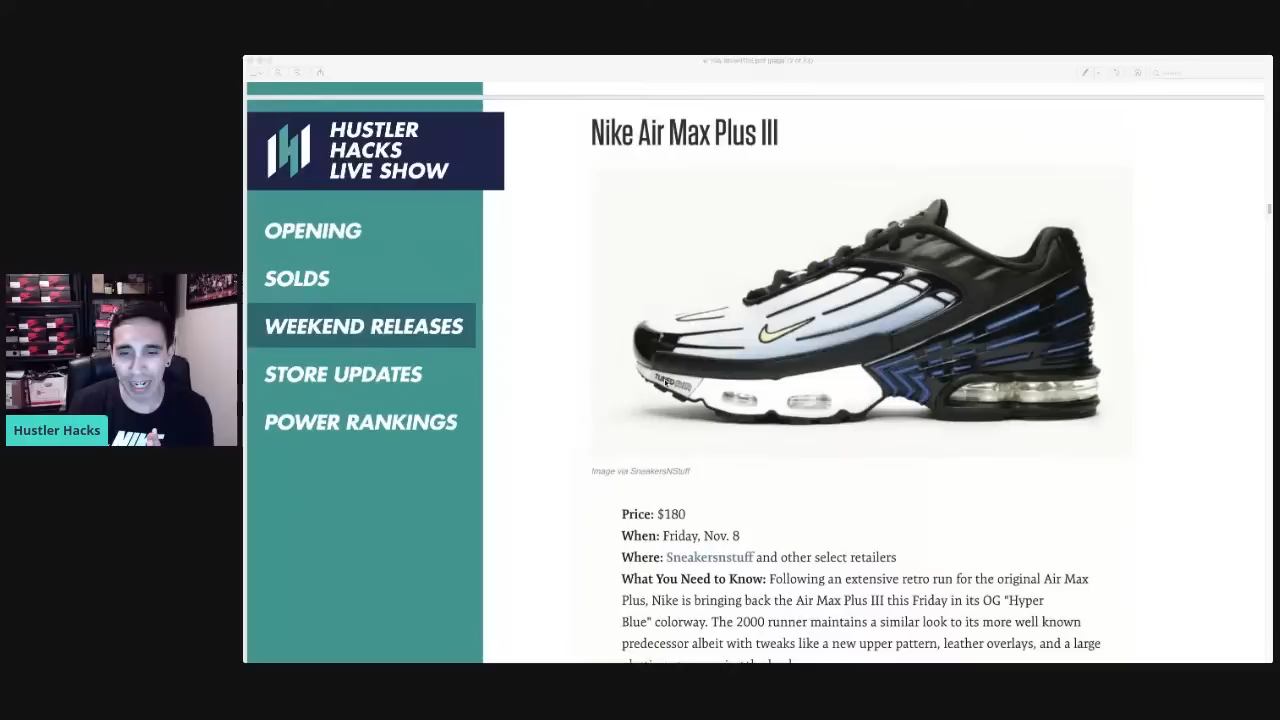 HUSTLER
HACKS
LIVE SHOW
OPENING
SOLDS
WEEKEND RELEASES
STORE UPDATES
POWER RANKINGS
Hustler Hacks
NIKE
Nike Air Max Plus III
TUNED AIR
Image via SneakersNStuff
Price: $180
When: Friday, Nov. 8
Where: Sneakersnstuff and other select retailers
What You Need to Know: Following an extensive retro run for the original Air Max
Plus, Nike is bringing back the Air Max Plus III this Friday in its OG "Hyper
Blue" colorway. The 2000 runner maintains a similar look to its more well known
predecessor albeit with tweaks like a new upper pattern, leather overlays, and a large